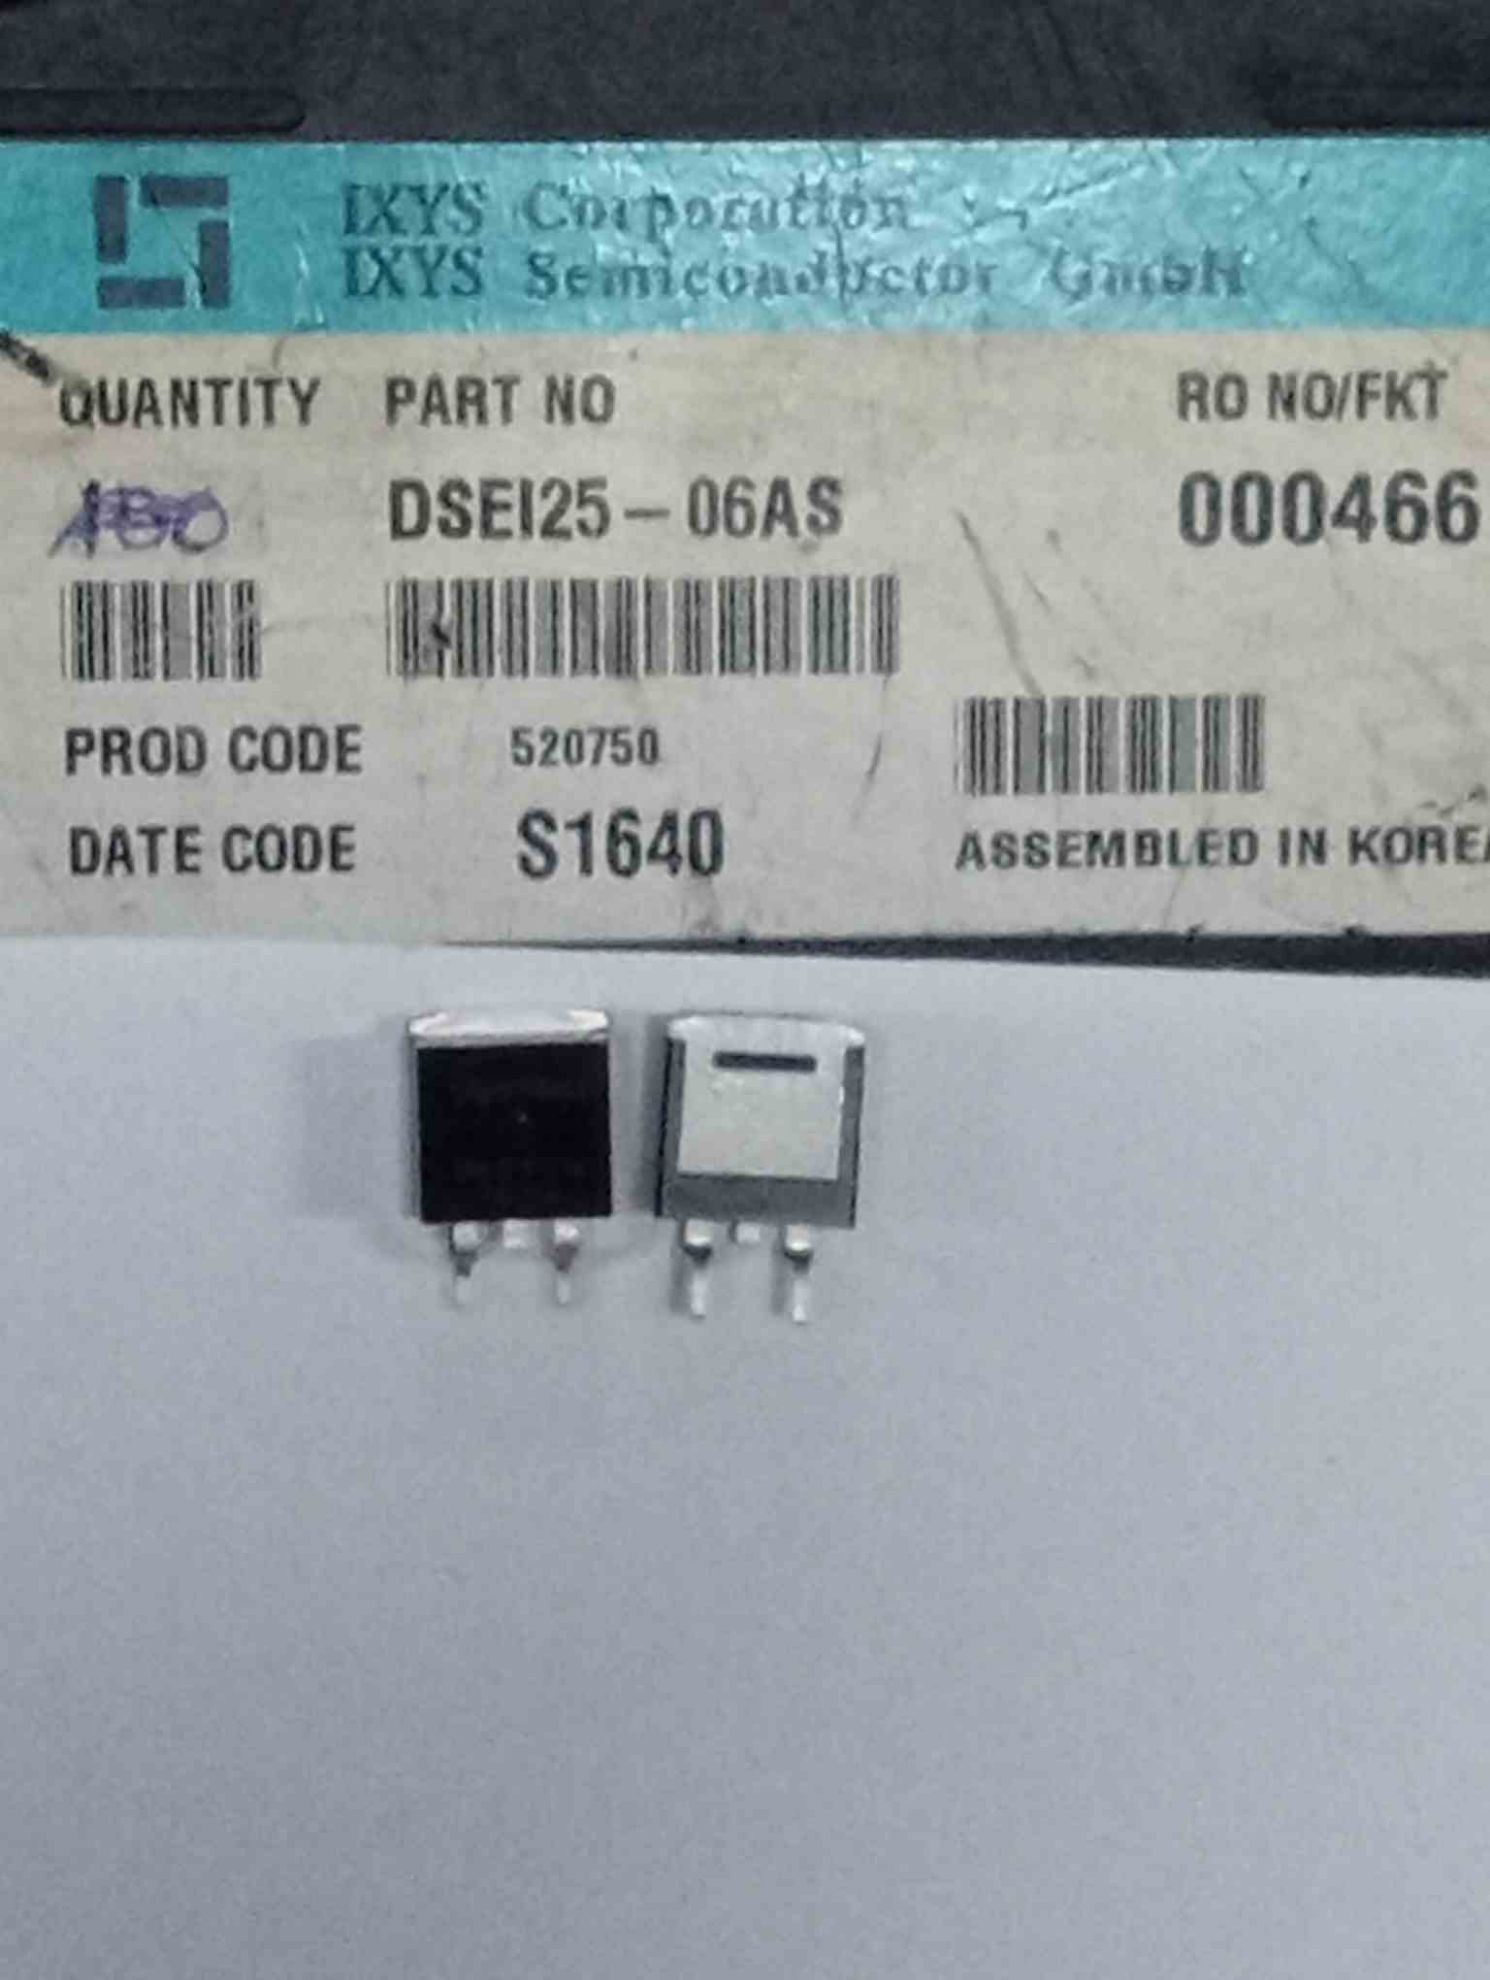 IXYS Corporation
IXYS Semiconductor GmbH
QUANTITY PART NO RO NO/FKT
DSEI25-06AS 000466
PROD CODE 520750
DATE CODE S1640 ASSEMBLED IN KOREA